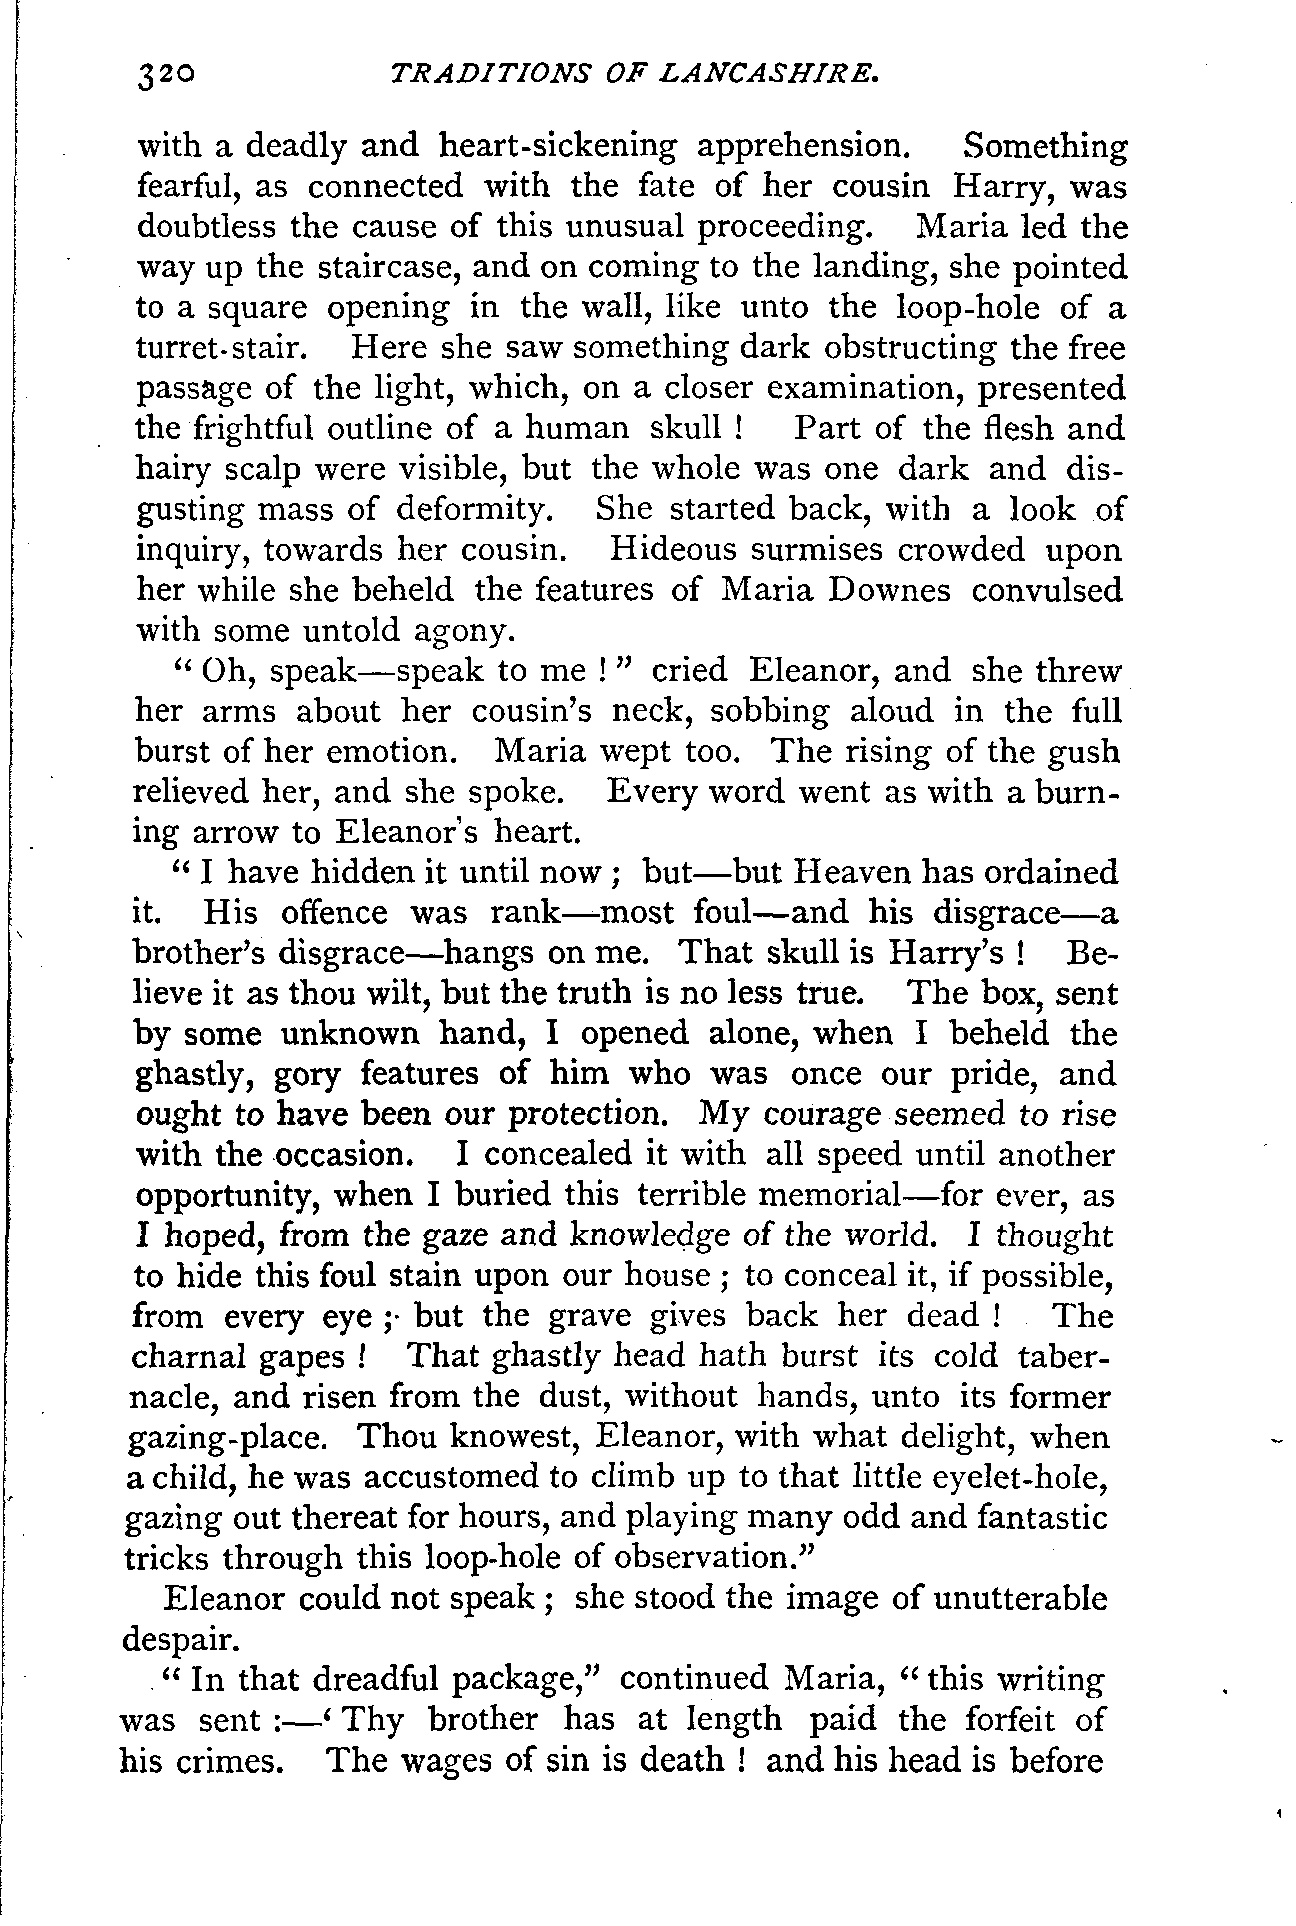 320 TRADITIONS OF LANCASHIRE.
with a deadly and heart-sickening apprehension. Something
fearful, as connected with the fate of her cousin Harry, was
doubtless the cause of this unusual proceeding. Maria led the
way up the staircase, and on coming to the landing, she pointed
to a square opening in the wall, like unto the loop-hole of a
turret-stair. Here she saw something dark obstructing the free
passage of the light, which, on a closer examination, presented
the frightful outline of a human skull ! Part of the flesh and
hairy scalp were visible, but the whole was one dark and dis-
gusting mass of deformity. She started back, with a look of
inquiry, towards her cousin. Hideous surmises crowded upon
her while she beheld the features of Maria Downes convulsed
with some untold agony.
“ Oh, speak—speak to me ! ” cried Eleanor, and she threw
her arms about her cousin’s neck, sobbing aloud in the full
burst of her emotion. Maria wept too. The rising of the gush
relieved her, and she spoke. Every word went as with a burn-
ing arrow to Eleanor’s heart.
“ I have hidden it until now ; but—but Heaven has ordained
it. His offence was rank—most foul—and his disgrace—a
brother’s disgrace—hangs on me. That skull is Harry’s ! Be-
lieve it as thou wilt, but the truth is no less true. The box, sent
by some unknown hand, I opened alone, when I beheld the
ghastly, gory features of him who was once our pride, and
ought to have been our protection. My courage seemed to rise
with the occasion. I concealed it with all speed until another
opportunity, when I buried this terrible memorial—for ever, as
I hoped, from the gaze and knowledge of the world. I thought
to hide this foul stain upon our house ; to conceal it, if possible,
from every eye ; but the grave gives back her dead ! The
charnal gapes ! That ghastly head hath burst its cold taber-
nacle, and risen from the dust, without hands, unto its former
gazing-place. Thou knowest, Eleanor, with what delight, when
a child, he was accustomed to climb up to that little eyelet-hole,
gazing out thereat for hours, and playing many odd and fantastic
tricks through this loop-hole of observation.”
Eleanor could not speak ; she stood the image of unutterable
despair.
“ In that dreadful package,” continued Maria, “ this writing
was sent :—‘ Thy brother has at length paid the forfeit of
his crimes. The wages of sin is death ! and his head is before